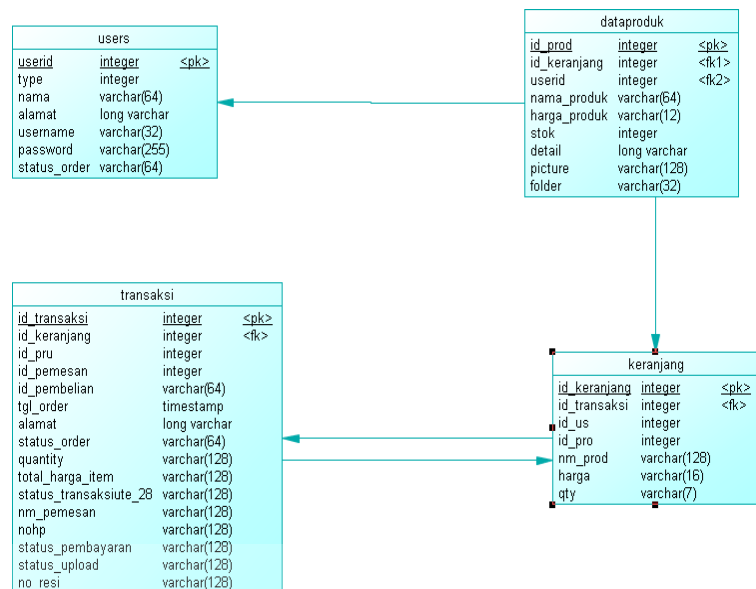 users
userid integer <pk>
type integer
nama varchar(64)
alamat long varchar
username varchar(32)
password varchar(255)
status_order varchar(64)
dataproduk
id_prod integer <pk>
id_keranjang integer <fk1>
userid integer <fk2>
nama_produk varchar(64)
harga_produk varchar(12)
stok integer
detail long varchar
picture varchar(128)
folder varchar(32)
transaksi
id_transaksi integer <pk>
id_keranjang integer <fk>
id_pru integer
id_pemesan integer
id_pembelian varchar(64)
tgl_order timestamp
alamat long varchar
status_order varchar(64)
quantity varchar(128)
total_harga_item varchar(128)
status_transaksiute_28 varchar(128)
nm_pemesan varchar(128)
nohp varchar(128)
status_pembayaran varchar(128)
status_upload varchar(128)
no_resi varchar(128)
keranjang
id_keranjang integer <pk>
id_transaksi integer <fk>
id_us integer
id_pro integer
nm_prod varchar(128)
harga varchar(16)
qty varchar(7)